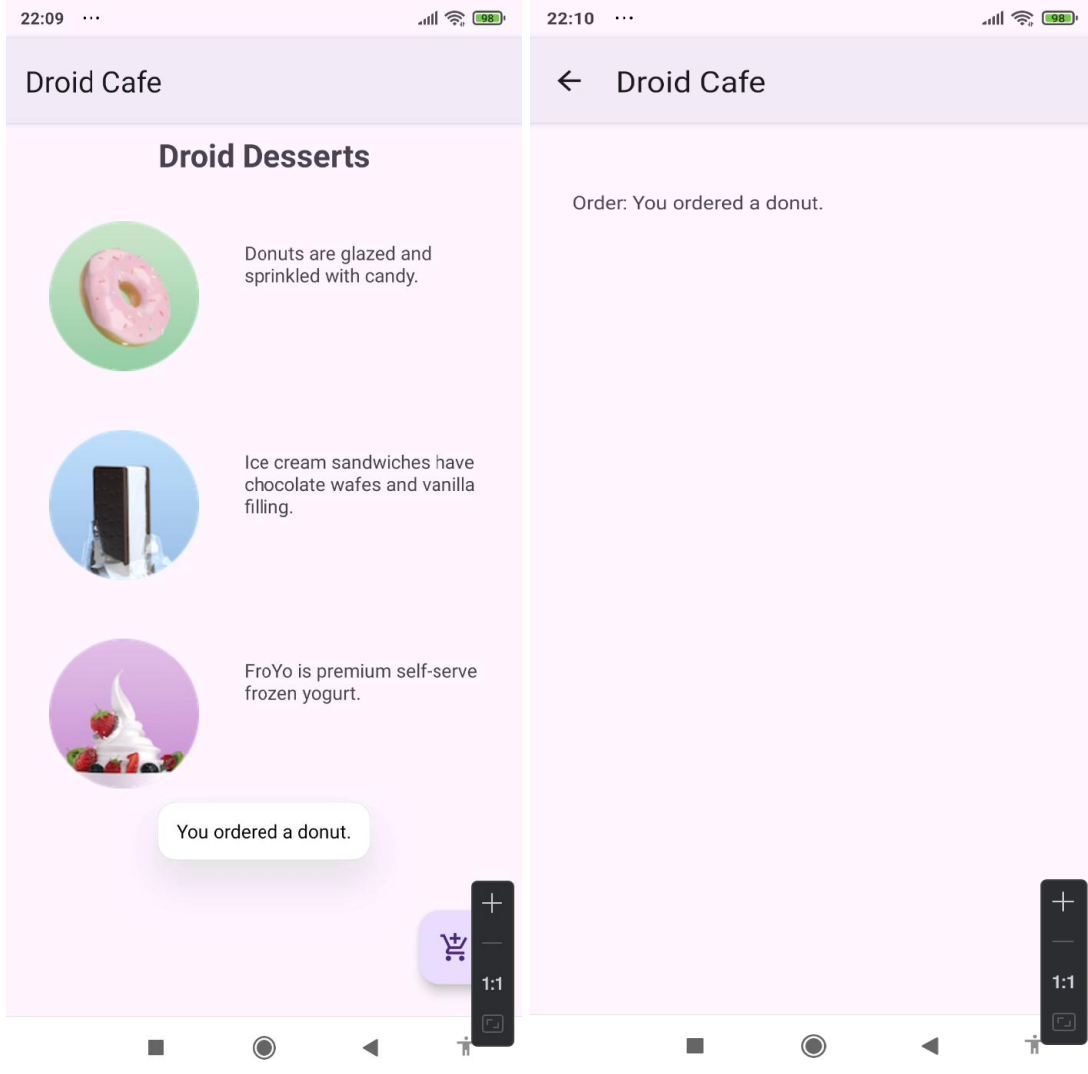 22:09 ...
98
Droid Cafe
Droid Desserts
Donuts are glazed and
sprinkled with candy.
Ice cream sandwiches have
chocolate wafes and vanilla
filling.
FroYo is premium self-serve
frozen yogurt.
You ordered a donut.
1:1
22:10 ...
98
Droid Cafe
Order: You ordered a donut.
1:1